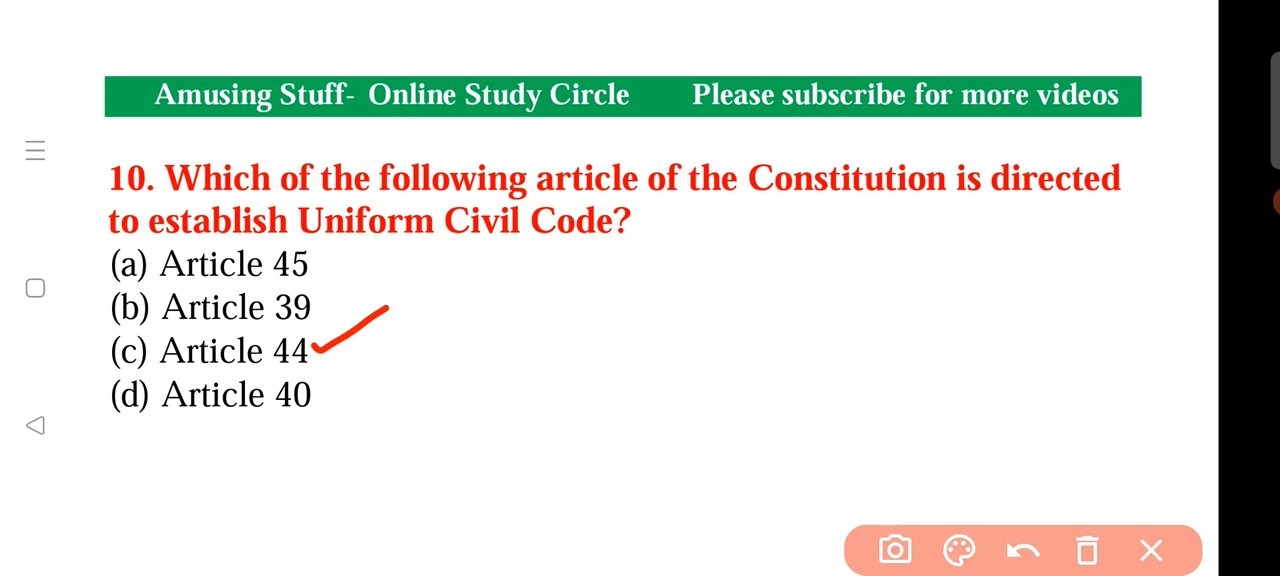 Amusing Stuff- Online Study Circle Please subscribe for more videos
10. Which of the following article of the Constitution is directed
to establish Uniform Civil Code?
(a) Article 45
(b) Article 39
(c) Article 44
(d) Article 40